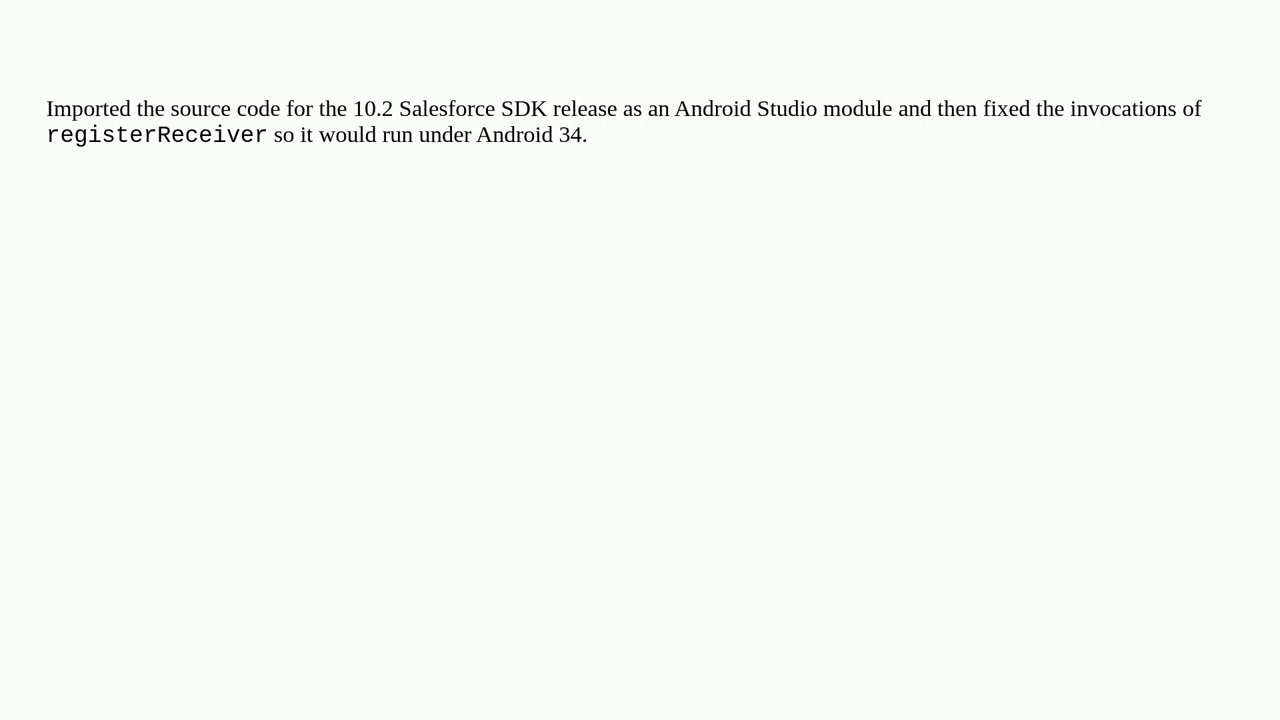 Imported the source code for the 10.2 Salesforce SDK release as an Android Studio module and then fixed the invocations of
registerReceiver so it would run under Android 34.